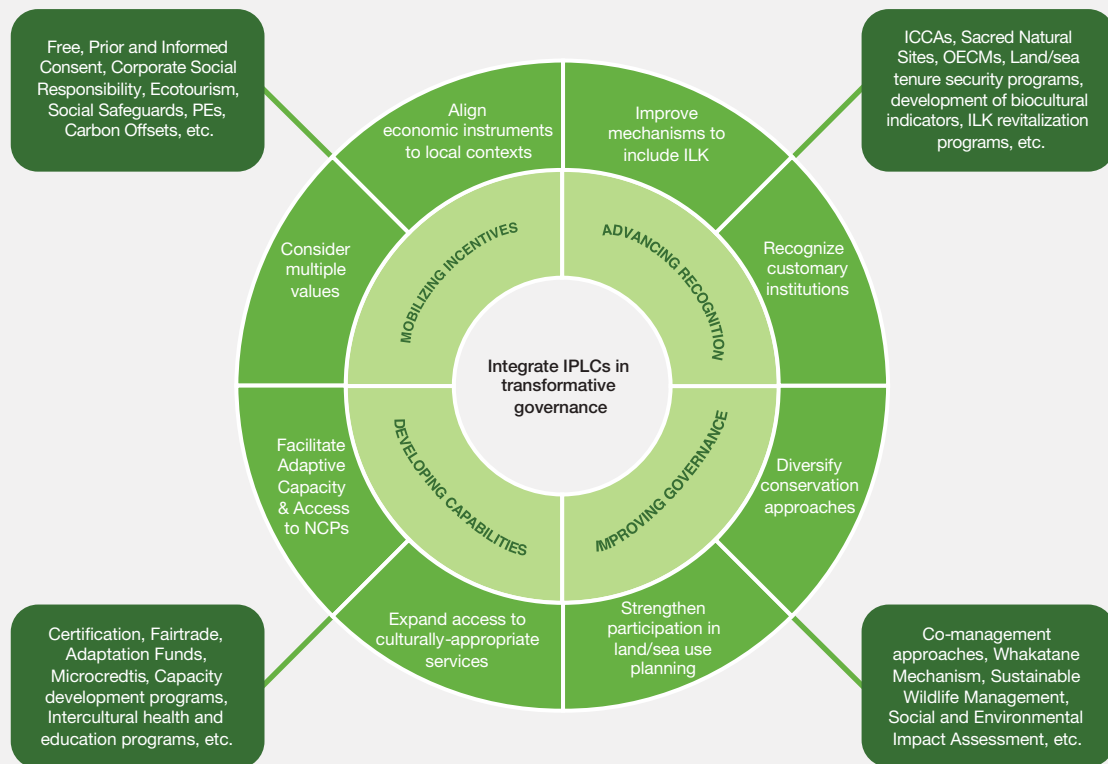 Free, Prior and Informed
Consent, Corporate Social
Responsibility, Ecotourism,
Social Safeguards, PEs,
Carbon Offsets, etc.
ICCAs, Sacred Natural
Sites, OECMs, Land/sea
tenure security programs,
development of biocultural
indicators, ILK revitalization
programs, etc.
Align
economic instruments
to local contexts
Improve
mechanisms to
include ILK
Consider
multiple
values
Recognize
customary
institutions
MOBILIZING INCENTIVES
ADVANCING RECOGNITION
Integrate IPLCs in
transformative
governance
DEVELOPING CAPABILITIES
IMPROVING GOVERNANCE
Facilitate
Adaptive
Capacity
& Access
to NCPs
Diversify
conservation
approaches
Expand access to
culturally-appropriate
services
Strengthen
participation in
land/sea use
planning
Certification, Fairtrade,
Adaptation Funds,
Microcredtis, Capacity
development programs,
Intercultural health and
education programs, etc.
Co-management
approaches, Whakatane
Mechanism, Sustainable
Wildlife Management,
Social and Environmental
Impact Assessment, etc.